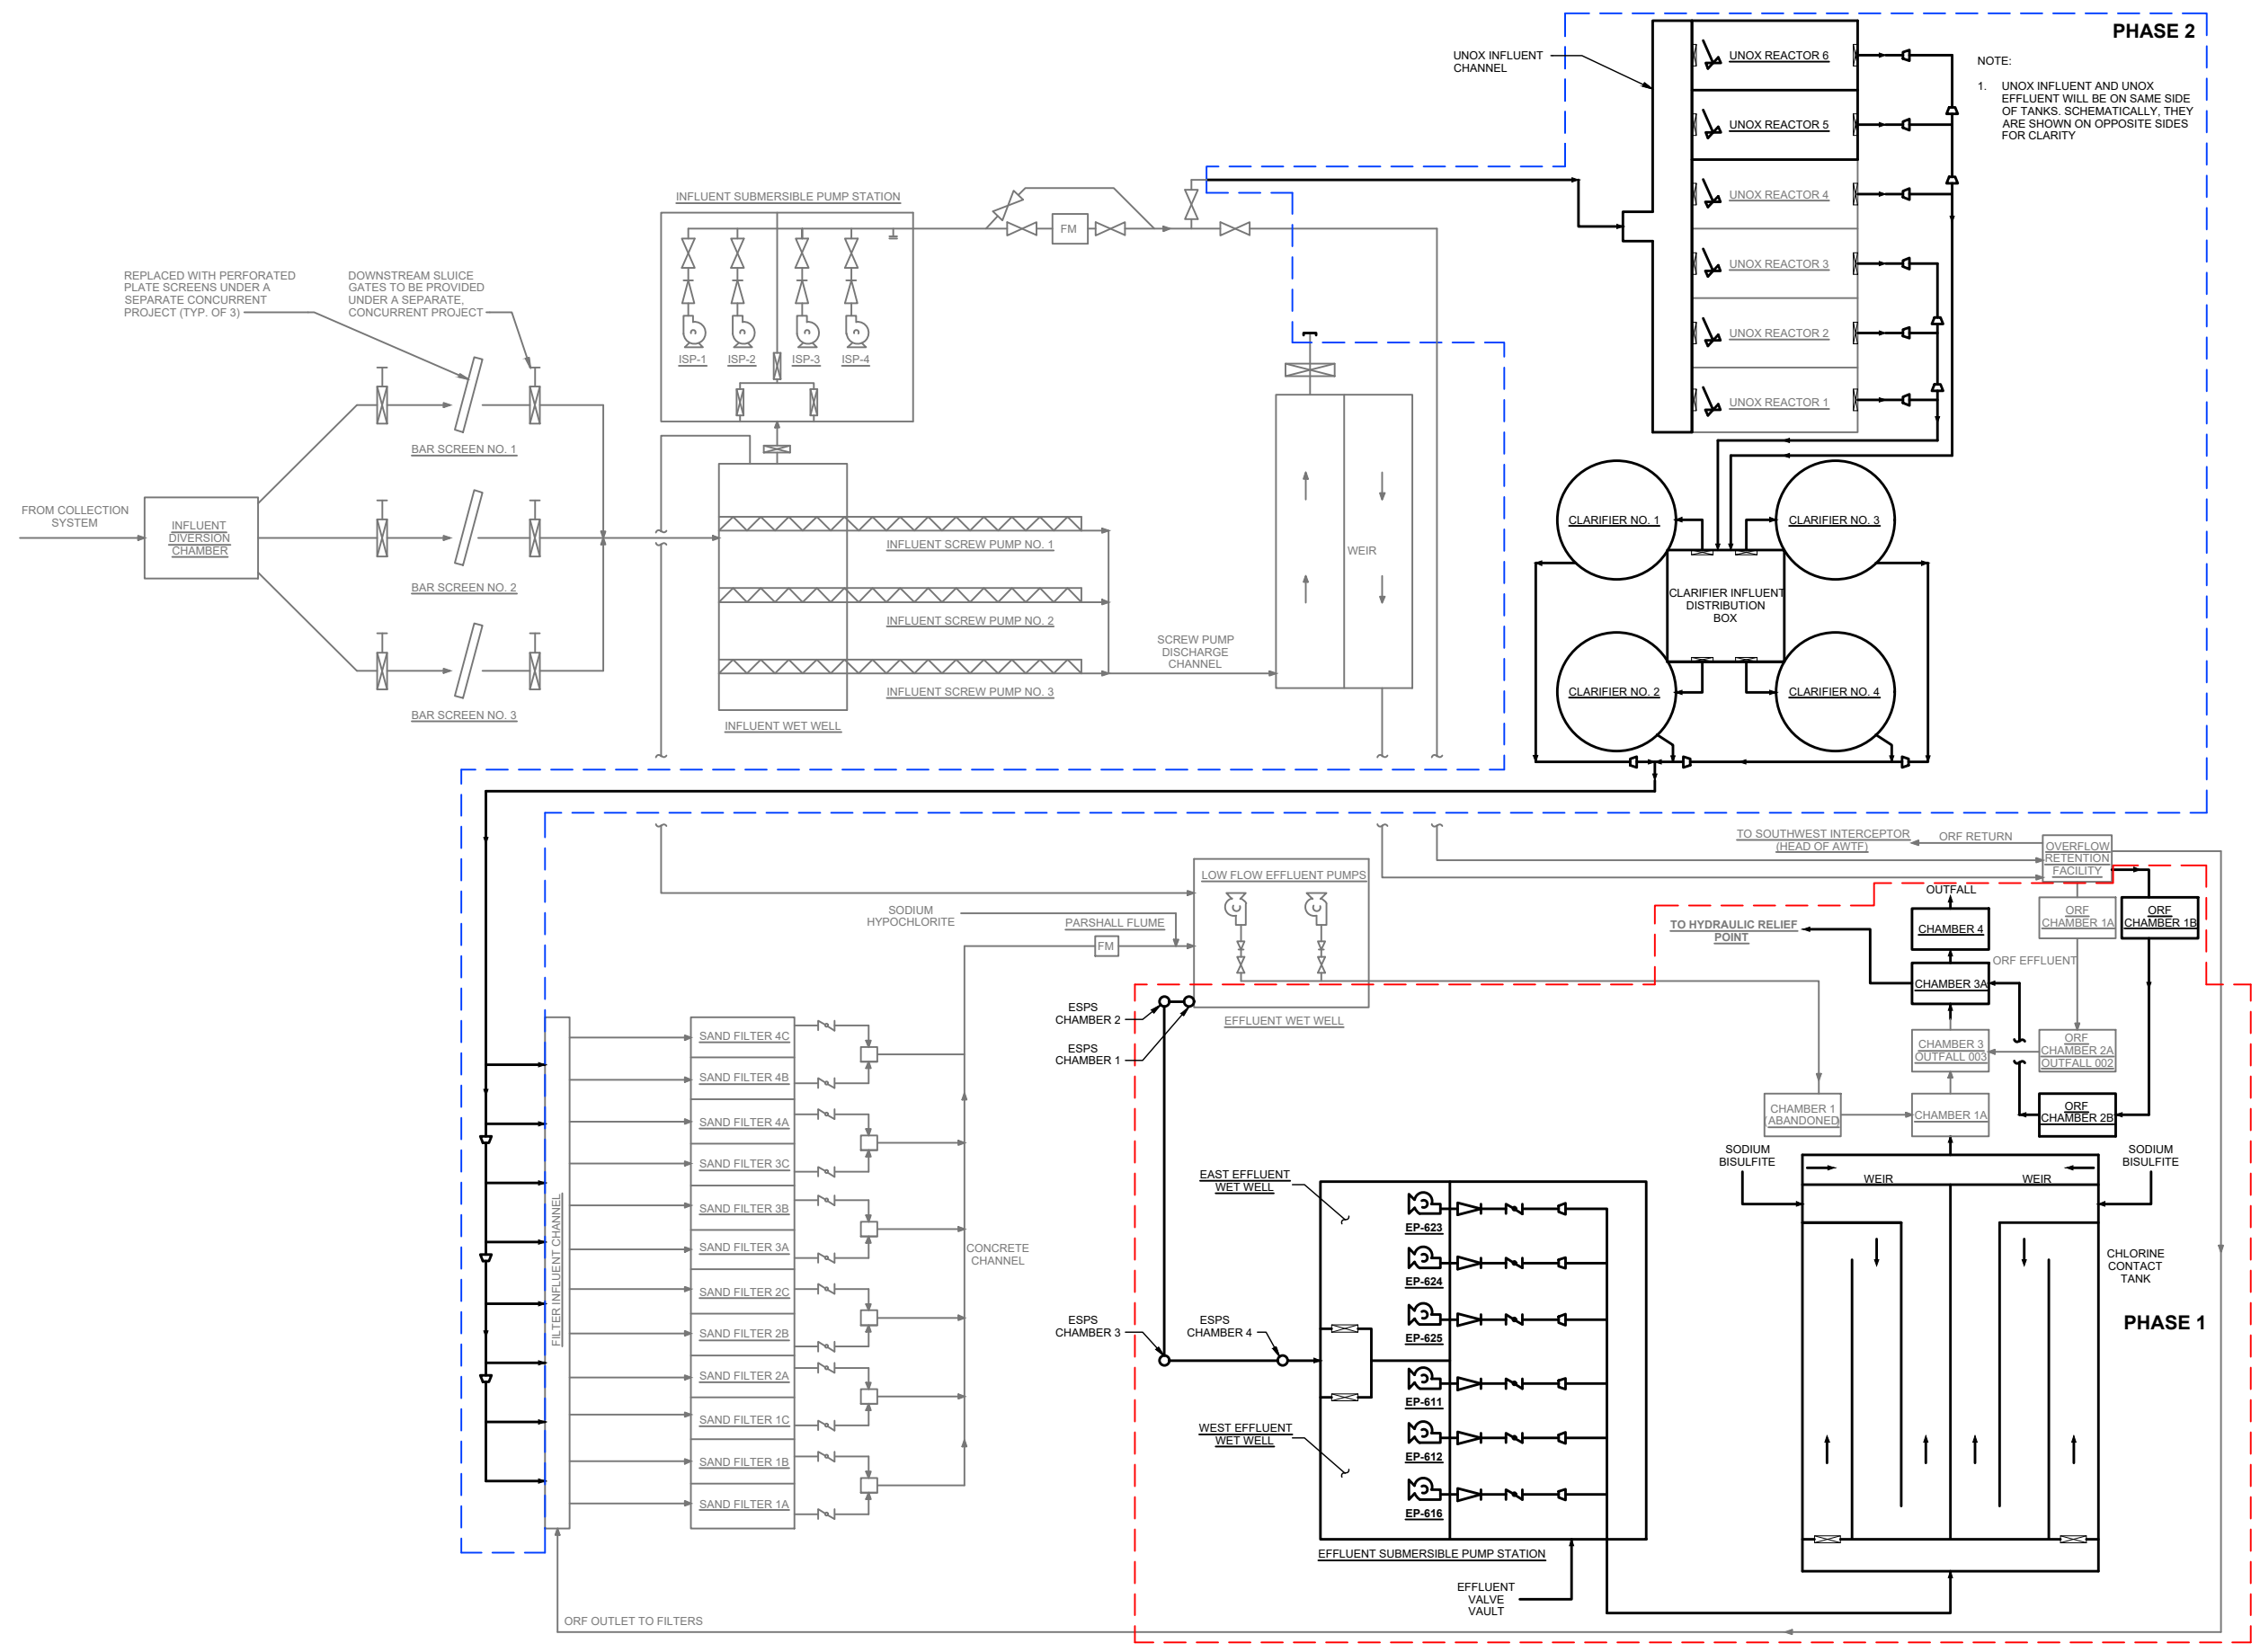 PHASE 2
UNOX INFLUENT
CHANNEL
UNOX REACTOR 6
UNOX REACTOR 5
UNOX REACTOR 4
UNOX REACTOR 3
UNOX REACTOR 2
UNOX REACTOR 1
NOTE:
1. UNOX INFLUENT AND UNOX
EFFLUENT WILL BE ON SAME SIDE
OF TANKS. SCHEMATICALLY, THEY
ARE SHOWN ON OPPOSITE SIDES
FOR CLARITY
INFLUENT SUBMERSIBLE PUMP STATION
FM
ISP-1
ISP-2
ISP-3
ISP-4
REPLACED WITH PERFORATED
PLATE SCREENS UNDER A
SEPARATE CONCURRENT
PROJECT (TYP. OF 3)
DOWNSTREAM SLUICE
GATES TO BE PROVIDED
UNDER A SEPARATE,
CONCURRENT PROJECT
BAR SCREEN NO. 1
FROM COLLECTION
SYSTEM
INFLUENT
DIVERSION
CHAMBER
BAR SCREEN NO. 2
BAR SCREEN NO. 3
INFLUENT SCREW PUMP NO. 1
INFLUENT SCREW PUMP NO. 2
INFLUENT SCREW PUMP NO. 3
INFLUENT WET WELL
SCREW PUMP
DISCHARGE
CHANNEL
WEIR
CLARIFIER NO. 1
CLARIFIER NO. 3
CLARIFIER INFLUENT
DISTRIBUTION
BOX
CLARIFIER NO. 2
CLARIFIER NO. 4
TO SOUTHWEST INTERCEPTOR
(HEAD OF AWTF)
ORF RETURN
OVERFLOW
RETENTION
FACILITY
LOW FLOW EFFLUENT PUMPS
SODIUM
HYPOCHLORITE
PARSHALL FLUME
FM
EFFLUENT WET WELL
OUTFALL
TO HYDRAULIC RELIEF
POINT
CHAMBER 4
ORF
CHAMBER 1A
ORF
CHAMBER 1B
ORF EFFLUENT
CHAMBER 3A
CHAMBER 3
OUTFALL 003
ORF
CHAMBER 2A
OUTFALL 002
CHAMBER 1
(ABANDONED)
CHAMBER 1A
ORF
CHAMBER 2B
ESPS
CHAMBER 2
ESPS
CHAMBER 1
ESPS
CHAMBER 3
ESPS
CHAMBER 4
FILTER INFLUENT CHANNEL
SAND FILTER 4C
SAND FILTER 4B
SAND FILTER 4A
SAND FILTER 3C
SAND FILTER 3B
SAND FILTER 3A
SAND FILTER 2C
SAND FILTER 2B
SAND FILTER 2A
SAND FILTER 1C
SAND FILTER 1B
SAND FILTER 1A
CONCRETE
CHANNEL
EAST EFFLUENT
WET WELL
WEST EFFLUENT
WET WELL
EP-623
EP-624
EP-625
EP-611
EP-612
EP-616
EFFLUENT SUBMERSIBLE PUMP STATION
EFFLUENT
VALVE
VAULT
SODIUM
BISULFITE
SODIUM
BISULFITE
WEIR
WEIR
CHLORINE
CONTACT
TANK
PHASE 1
ORF OUTLET TO FILTERS